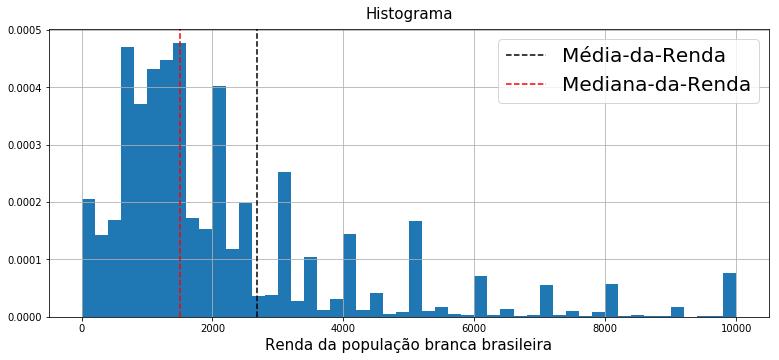 Histograma
0.0005
0.0004
0.0003
0.0002
0.0001
0.0000
Média-da-Renda
Mediana-da-Renda
0 2000 4000 6000 8000 10000
Renda da população branca brasileira